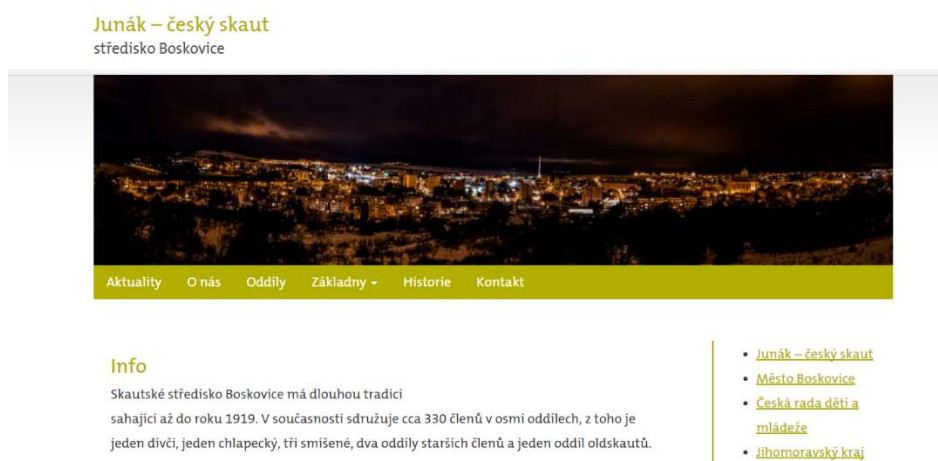 Junák – český skaut
středisko Boskovice
Aktuality O nás Oddíly Základny Historie Kontakt
Info
Skautské středisko Boskovice má dlouhou tradici
sahající až do roku 1919. V současnosti sdružuje cca 330 členů v osmi oddílech, z toho je
jeden dívčí, jeden chlapecký, tři smíšené, dva oddíly starších členů a jeden oddíl oldskautů.
Junák – český skaut
Město Boskovice
Česká rada dětí a
mládeže
Jihomoravský kraj